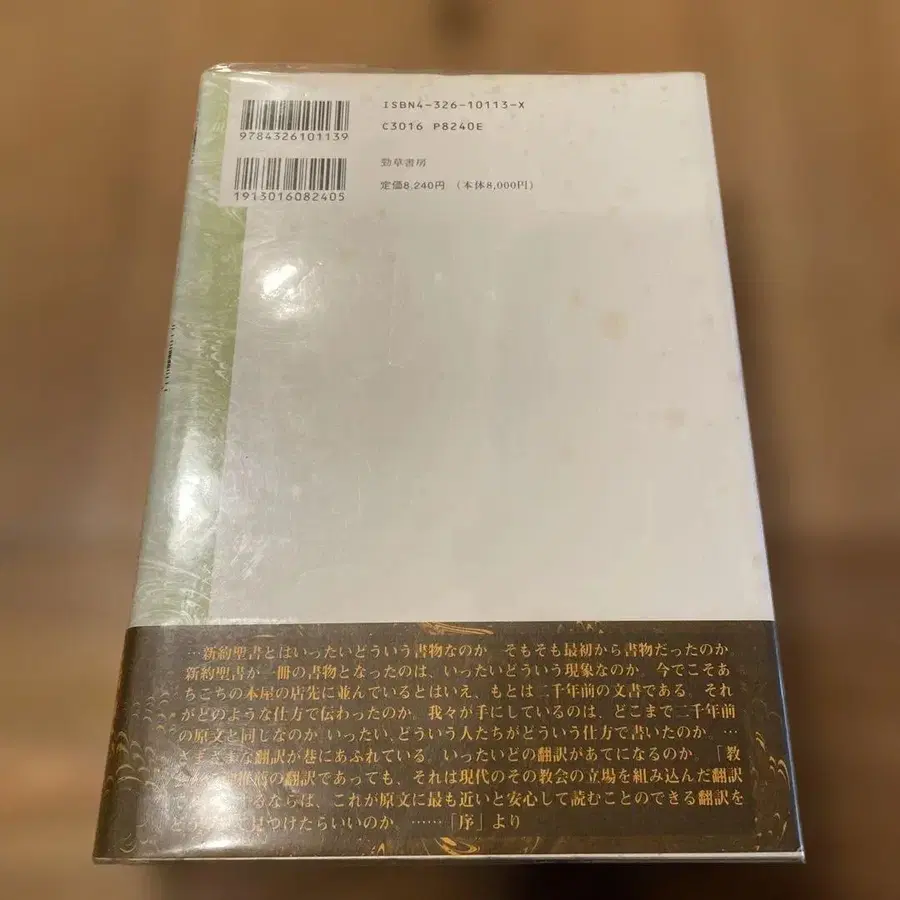 ISBN4-326-10113-X
C3016 P8240E
9784326101139
勁草書房
定価8,240円 (本体8,000円)
1913016082405
…新約聖書とはいったいどういう書物なのか。そもそも最初から書物だったのか。
新約聖書が一冊の書物となったのは、いったいどういう現象なのか。今でこそあ
ちこちの本屋の店先に並んでいるとはいえ、もとは二千年前の文書である。それ
がどのような仕方で伝わったのか。我々が手にしているのは、どこまで二千年前
の原文と同じなのか。いったい、どういう人たちがどういう仕方で書いたのか。…
さまざまな翻訳が巷にあふれている。いったいどの翻訳があてになるのか。「教
の翻訳であっても、それは現代のその教会の立場を組み込んだ翻訳
るならば、これが原文に最も近いと安心して読むことのできる翻訳を
ど 見つけたらいいのか。……「序」より